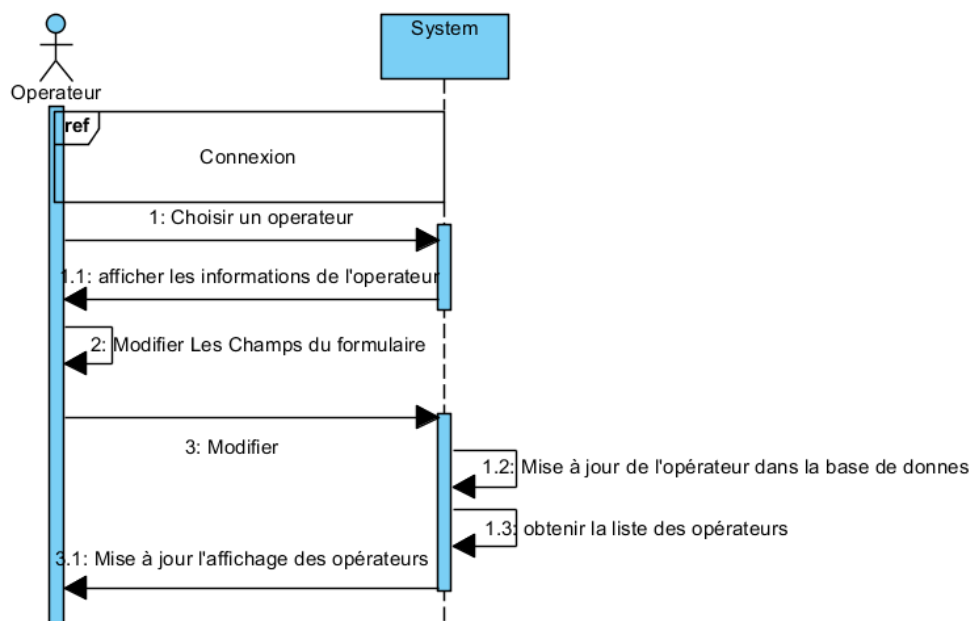 System
Operateur
ref
Connexion
1: Choisir un operateur
1.1: afficher les informations de l'operateur
2: Modifier Les Champs du formulaire
3: Modifier
1.2: Mise à jour de l'opérateur dans la base de donnes
1.3: obtenir la liste des opérateurs
3.1: Mise à jour l'affichage des opérateurs